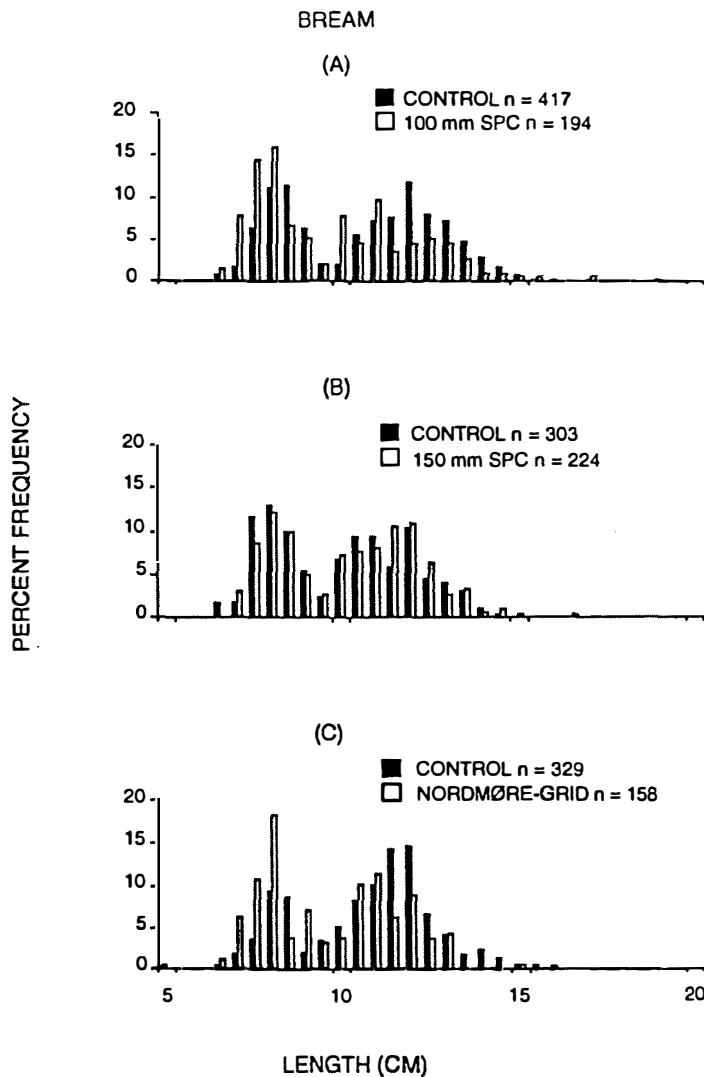 BREAM
(A)
CONTROL n = 417
100 mm SPC n = 194
20
15
10
5
0
(B)
CONTROL n = 303
150 mm SPC n = 224
20
15
10
5
0
PERCENT FREQUENCY
(C)
CONTROL n = 329
NORDMØRE-GRID n = 158
20
15
10
5
0
5 10 15 20
LENGTH (CM)